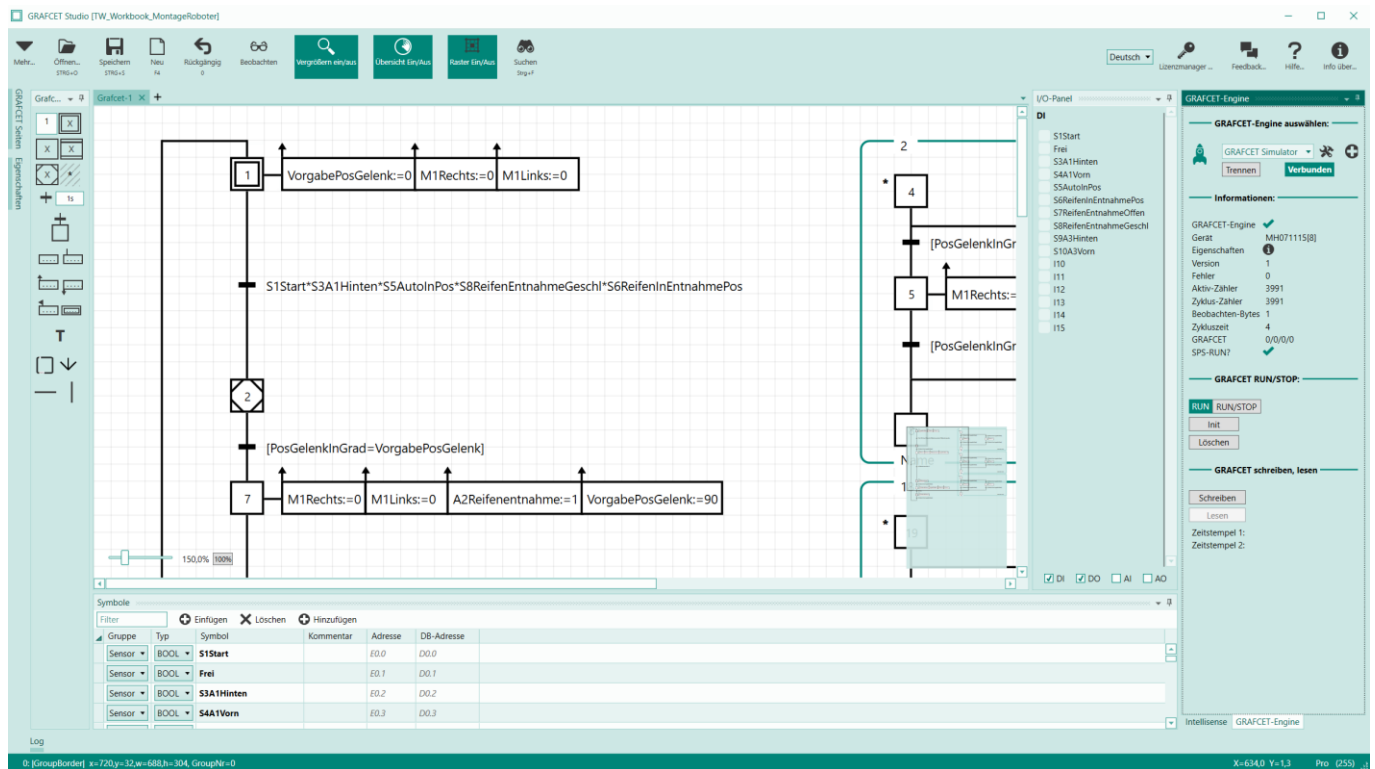 GRAFCET Studio [TW_Workbook_MontageRoboter]
Mehr...
Öffnen...
STRG+O
Speichern
STRG+S
Neu
F4
Rückgängig
0
Beobachten
Vergrößern ein/aus
Übersicht Ein/Aus
Raster Ein/Aus
Suchen
Strg+F
Deutsch
Lizenzmanager ...
Feedback...
Hilfe...
Info über...
GRAFCET Seiten
Eigenschaften
Grafc...
1 X
X X
X
1s
T
Grafcet-1
1
VorgabePosGelenk:=0 M1Rechts:=0 M1Links:=0
S1Start*S3A1Hinten*S5AutoInPos*S8ReifenEntnahmeGeschl*S6ReifenInEntnahmePos
2
[PosGelenkInGrad=VorgabePosGelenk]
7
M1Rechts:=0 M1Links:=0 A2Reifenentnahme:=1 VorgabePosGelenk:=90
150,0% 100%
2
*
4
[PosGelenkInGr
5
M1Rechts:=
[PosGelenkInGr
*
19
I/O-Panel
DI
S1Start
Frei
S3A1Hinten
S4A1Vorn
S5AutoInPos
S6ReifenInEntnahmePos
S7ReifenEntnahmeOffen
S8ReifenEntnahmeGeschl
S9A3Hinten
S10A3Vorn
I10
I11
I12
I13
I14
I15
DI DO AI AO
GRAFCET-Engine
GRAFCET-Engine auswählen:
GRAFCET Simulator
Trennen Verbunden
Informationen:
GRAFCET-Engine
Gerät MH071115[8]
Eigenschaften
Version 1
Fehler 0
Aktiv-Zähler 3991
Zyklus-Zähler 3991
Beobachten-Bytes 1
Zykluszeit 4
GRAFCET 0/0/0/0
SPS-RUN?
GRAFCET RUN/STOP:
RUN RUN/STOP
Init
Löschen
GRAFCET schreiben, lesen
Schreiben
Lesen
Zeitstempel 1:
Zeitstempel 2:
Intellisense GRAFCET-Engine
Symbole
Filter Einfügen Löschen Hinzufügen
Gruppe Typ Symbol Kommentar Adresse DB-Adresse
Sensor BOOL S1Start E0.0 D0.0
Sensor BOOL Frei E0.1 D0.1
Sensor BOOL S3A1Hinten E0.2 D0.2
Sensor BOOL S4A1Vorn E0.3 D0.3
Log
0: [GroupBorder] x=720,y=32,w=688,h=304, GroupNr=0
X=634,0 Y=1,3 Pro (255)